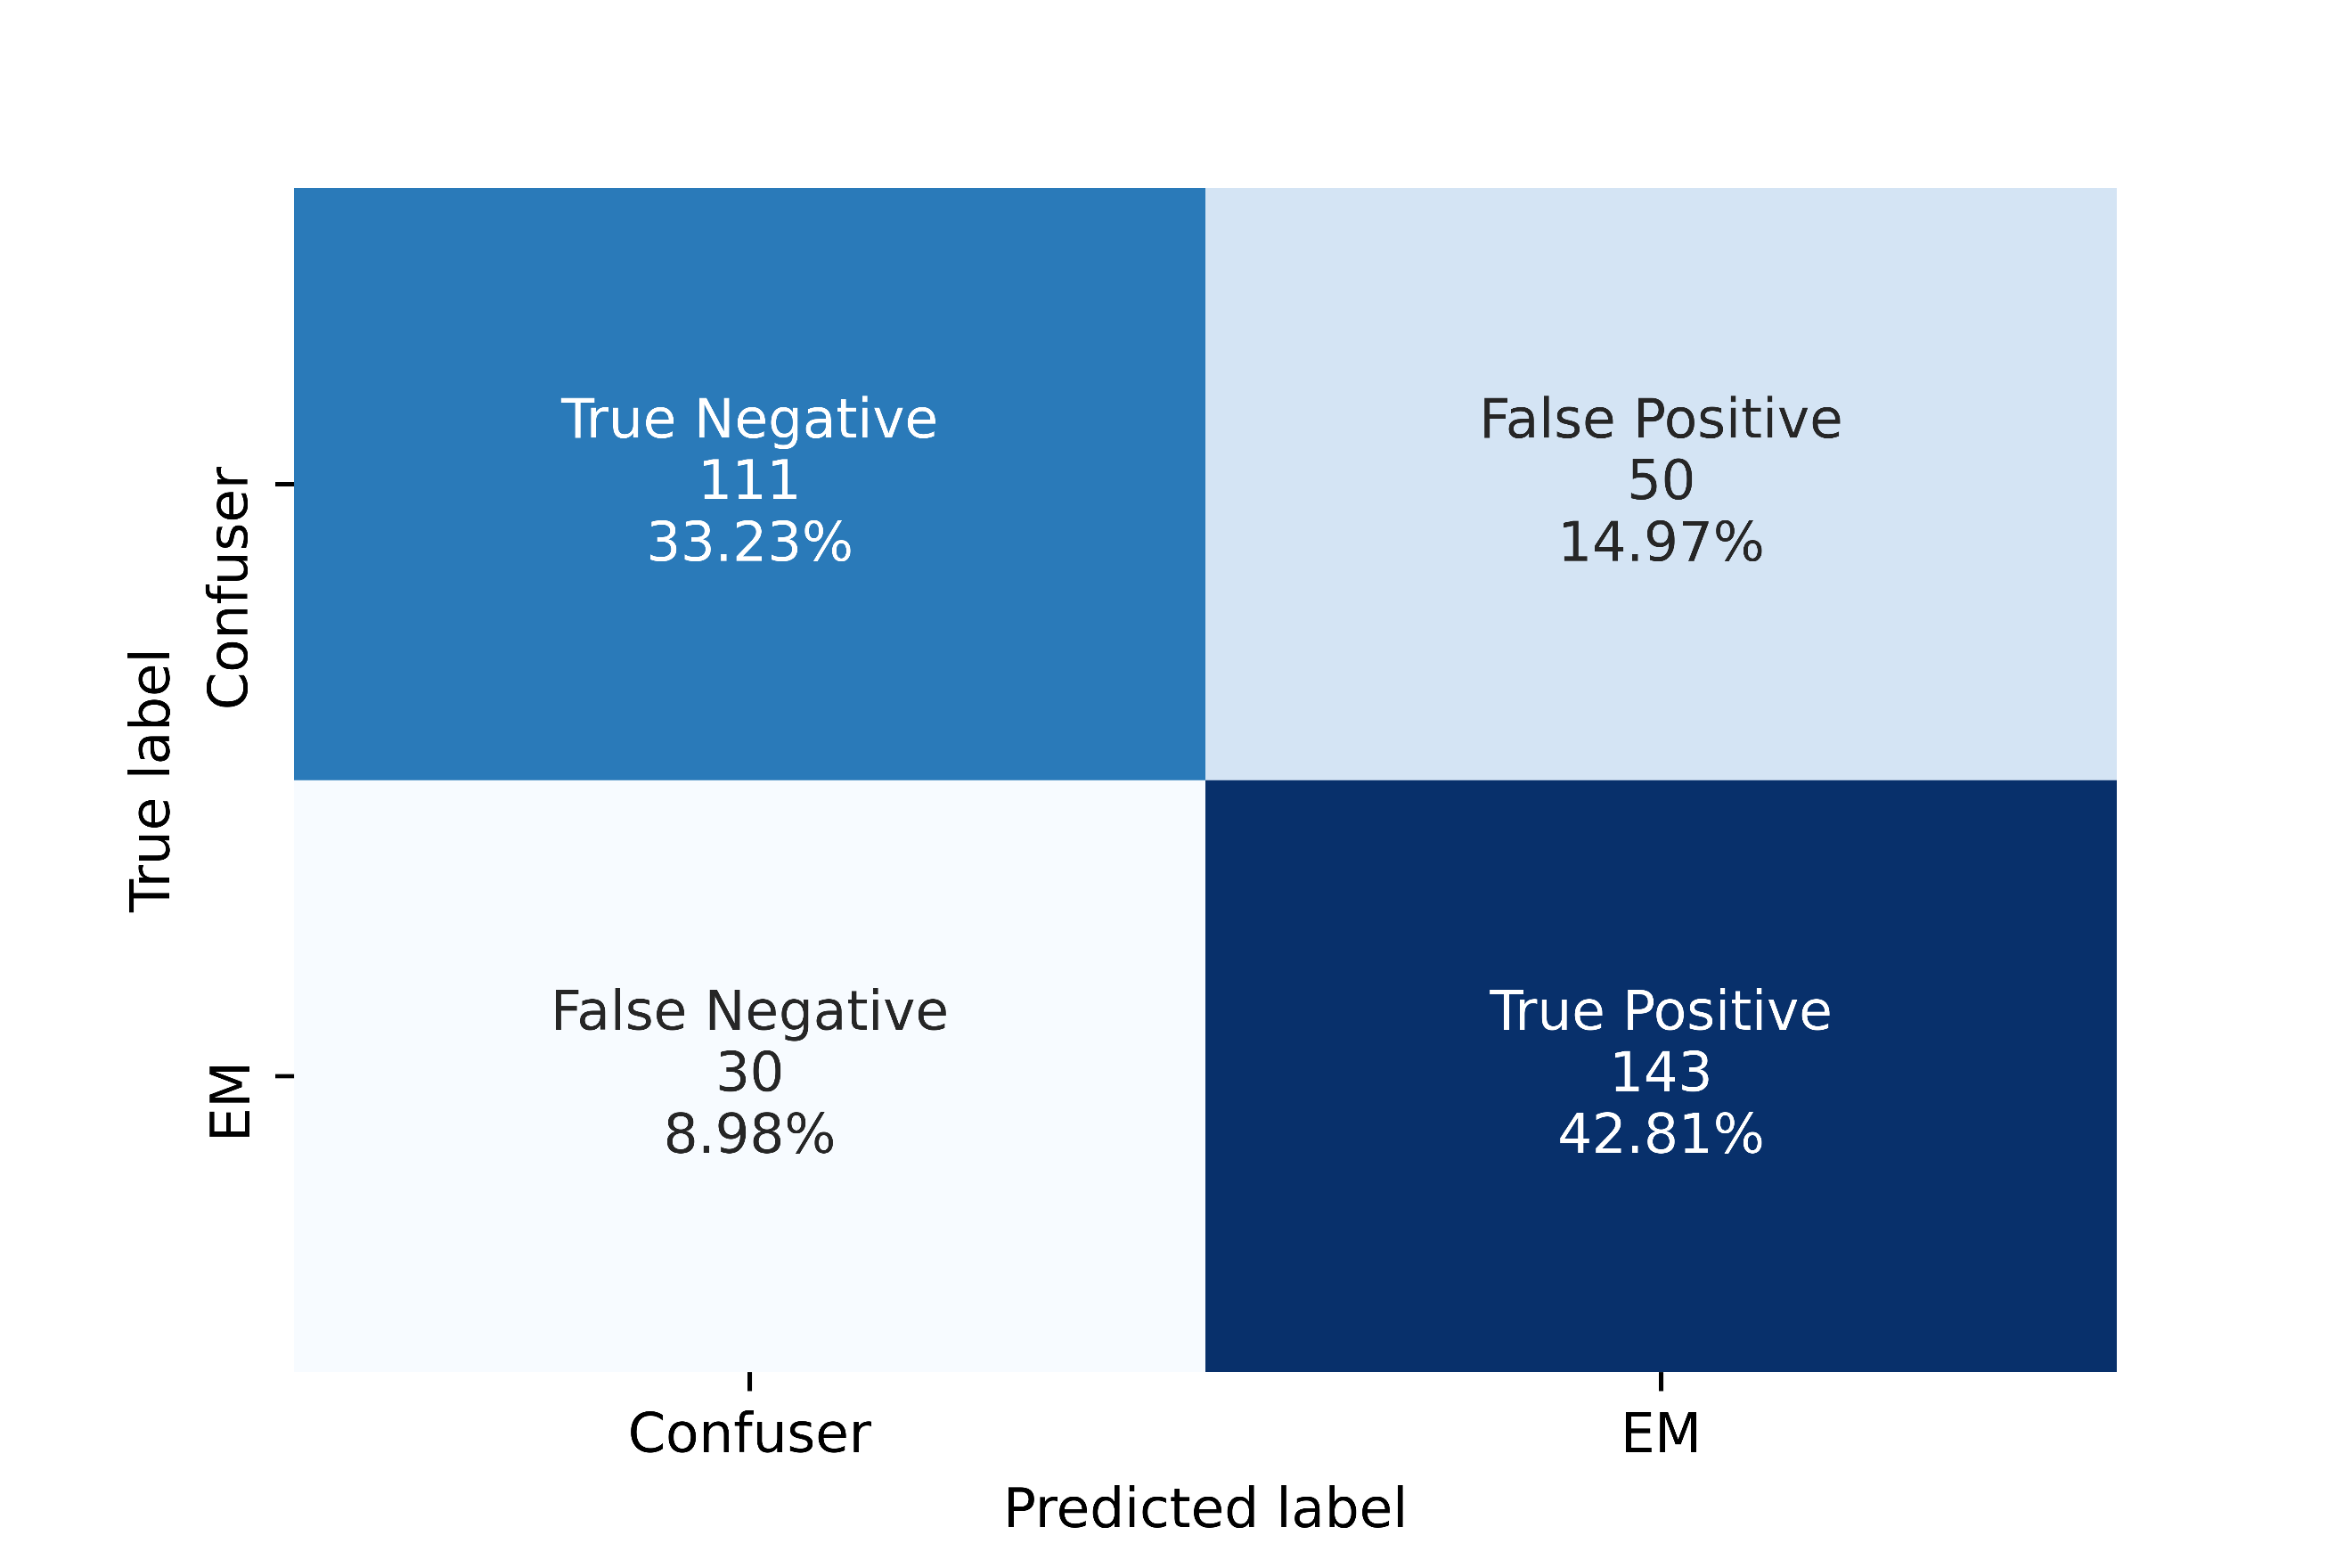 True label
Confuser
True Negative
111
33.23%
False Positive
50
14.97%
EM
False Negative
30
8.98%
True Positive
143
42.81%
Confuser
EM
Predicted label